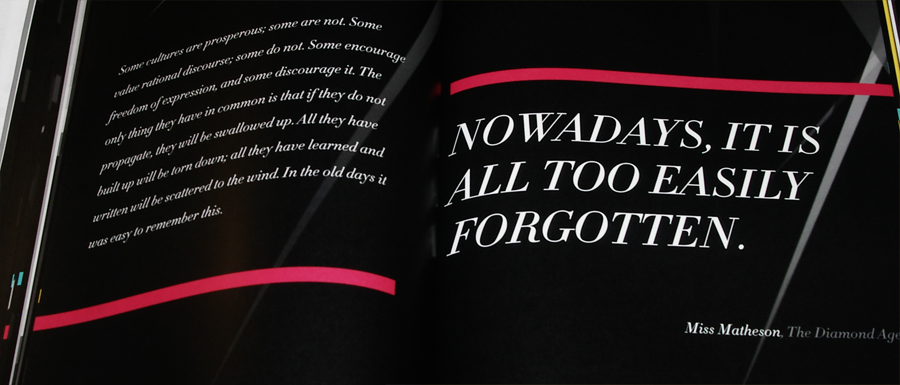 Some cultures are prosperous; some are not. Some
value rational discourse; some do not. Some encourage
freedom of expression, and some discourage it. The
only thing they have in common is that if they do not
propagate, they will be swallowed up. All they have
built up will be torn down; all they have learned and
written will be scattered to the wind. In the old days it
was easy to remember this.
NOWADAYS, IT IS
ALL TOO EASILY
FORGOTTEN.
Miss Matheson, The Diamond Age